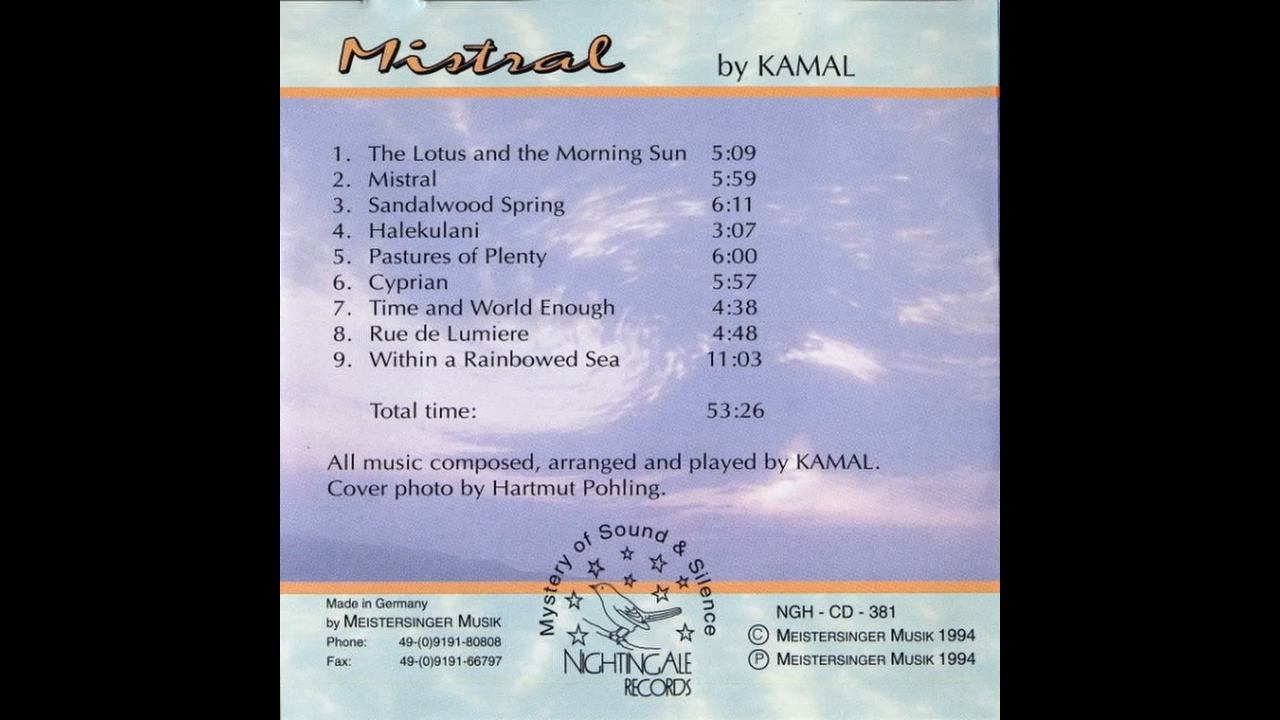 Mistral by KAMAL
1. The Lotus and the Morning Sun 5:09
2. Mistral 5:59
3. Sandalwood Spring 6:11
4. Halekulani 3:07
5. Pastures of Plenty 6:00
6. Cyprian 5:57
7. Time and World Enough 4:38
8. Rue de Lumiere 4:48
9. Within a Rainbowed Sea 11:03
Total time: 53:26
All music composed, arranged and played by KAMAL.
Cover photo by Hartmut Pohling.
Mystery of Sound & Silence
NIGHTINGALE
RECORDS
Made in Germany
by MEISTERSINGER MUSIK
Phone: 49-(0)9191-80808
Fax: 49-(0)9191-66797
NGH - CD - 381
© MEISTERSINGER MUSIK 1994
Ⓟ MEISTERSINGER MUSIK 1994